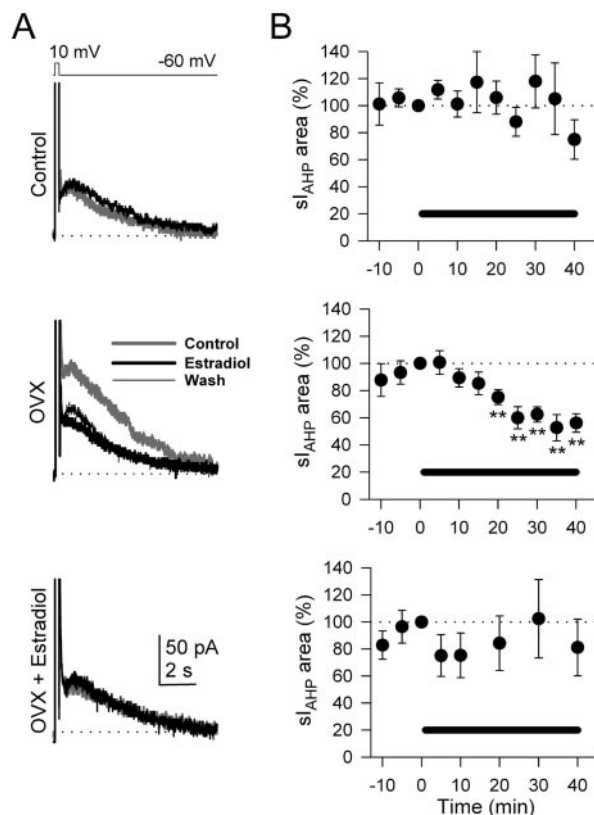 A
10 mV
-60 mV
Control
OVX
Control
Estradiol
Wash
OVX + Estradiol
50 pA
2 s
B
sI_AHP area (%)
140
120
100
80
60
40
20
0
-10 0 10 20 30 40
sI_AHP area (%)
140
120
100
80
60
40
20
0
** ** ** ** **
-10 0 10 20 30 40
sI_AHP area (%)
140
120
100
80
60
40
20
0
-10 0 10 20 30 40
Time (min)